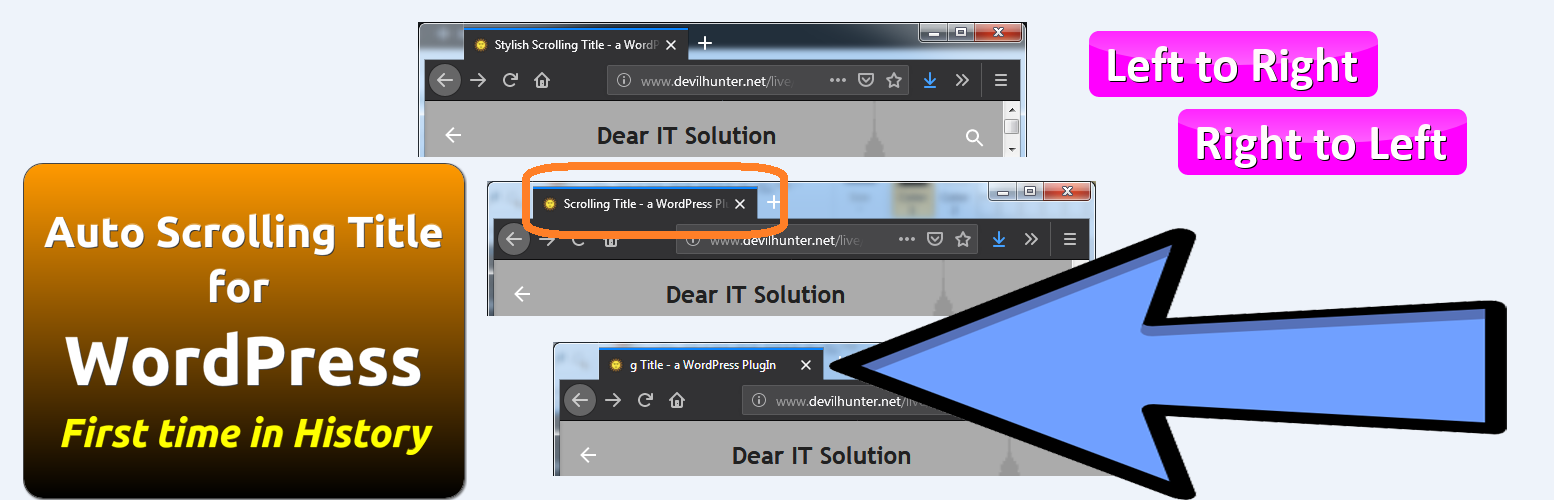 Stylish Scrolling Title - a WordP
www.devilhunter.net/live
Dear IT Solution
Left to Right
Right to Left
Scrolling Title - a WordPress Pl
www.devilhunter.net/live
Dear IT Solution
Auto Scrolling Title
for
WordPress
First time in History
g Title - a WordPress PlugIn
www.devilhunter.net/liv
Dear IT Solution